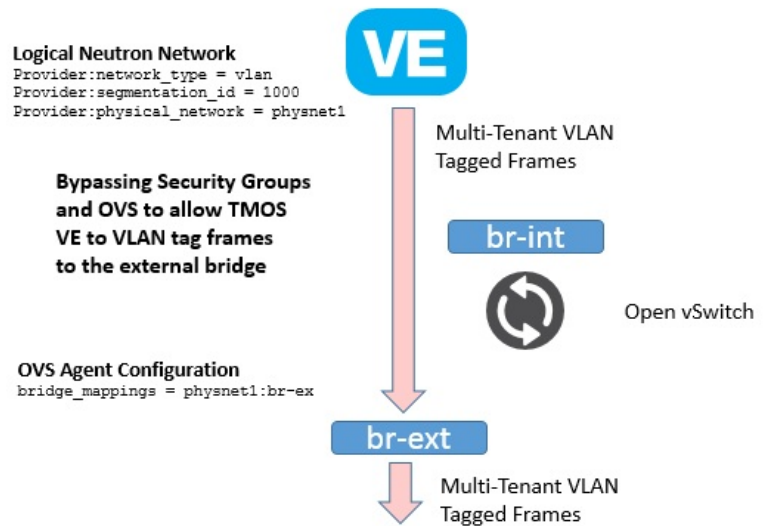 VE
Logical Neutron Network
Provider:network_type = vlan
Provider:segmentation_id = 1000
Provider:physical_network = physnet1
Multi-Tenant VLAN
Tagged Frames
Bypassing Security Groups
and OVS to allow TMOS
VE to VLAN tag frames
to the external bridge
br-int
Open vSwitch
OVS Agent Configuration
bridge_mappings = physnet1:br-ex
br-ext
Multi-Tenant VLAN
Tagged Frames